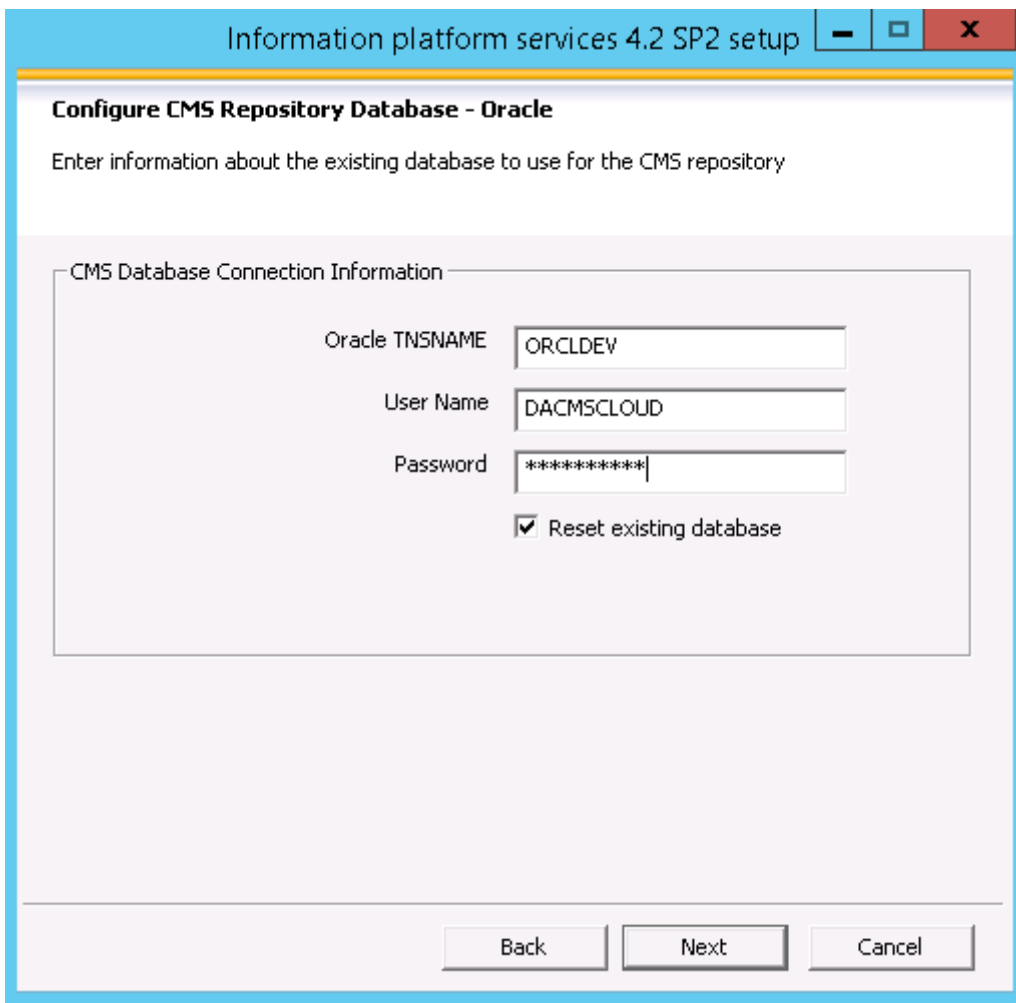 Information platform services 4.2 SP2 setup
Configure CMS Repository Database - Oracle
Enter information about the existing database to use for the CMS repository
CMS Database Connection Information
Oracle TNSNAME ORCLDEV
User Name DACMSCLOUD
Password **********
Reset existing database
Back Next Cancel